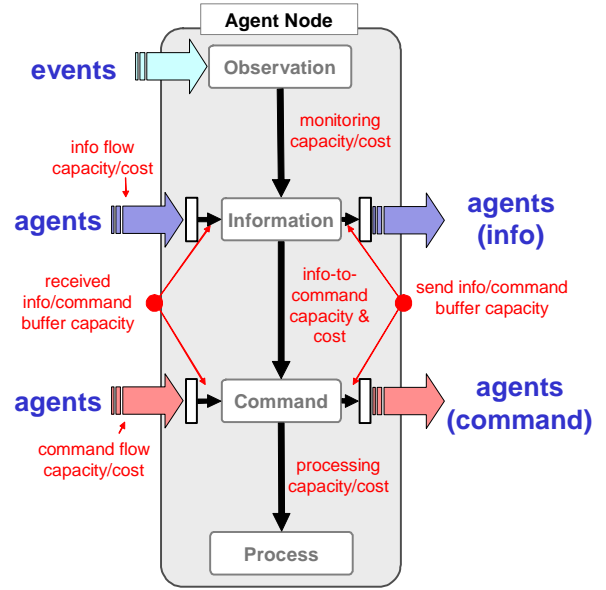 Agent Node
events
Observation
monitoring
capacity/cost
info flow
capacity/cost
agents
Information
agents
(info)
received
info/command
buffer capacity
info-to-
command
capacity &
cost
send info/command
buffer capacity
agents
Command
agents
(command)
command flow
capacity/cost
processing
capacity/cost
Process